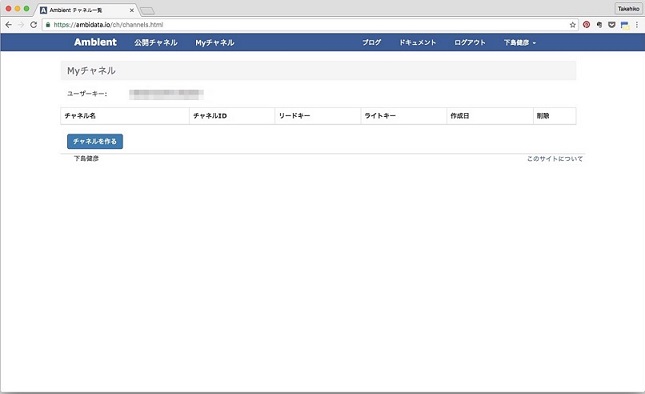 Ambient チャネル一覧
Takehiko
https://ambidata.io/ch/channels.html
Ambient 公開チャネル Myチャネル ブログ ドキュメント ログアウト 下島健彦
Myチャネル
ユーザーキー:
チャネル名 チャネルID リードキー ライトキー 作成日 削除
チャネルを作る
下島健彦 このサイトについて